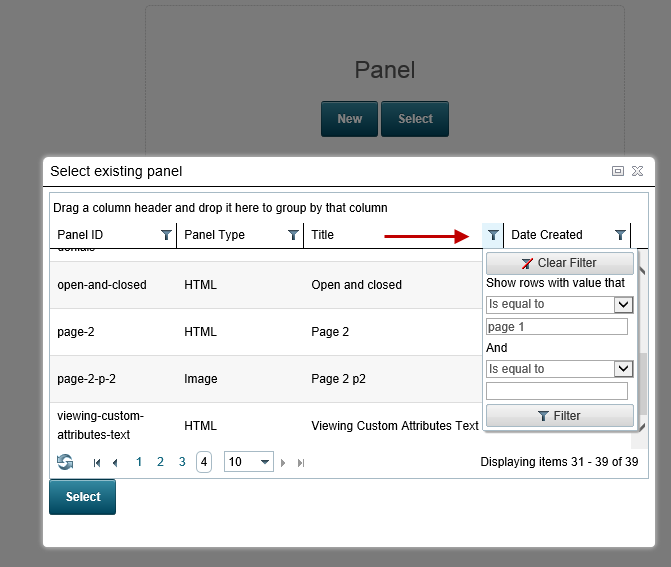 Panel
New Select
Select existing panel
Drag a column header and drop it here to group by that column
Panel ID Panel Type Title Date Created
open-and-closed HTML Open and closed
page-2 HTML Page 2
page-2-p-2 Image Page 2 p2
viewing-custom-
attributes-text HTML Viewing Custom Attributes Text
Clear Filter
Show rows with value that
Is equal to
page 1
And
Is equal to
Filter
1 2 3 4 10 Displaying items 31 - 39 of 39
Select